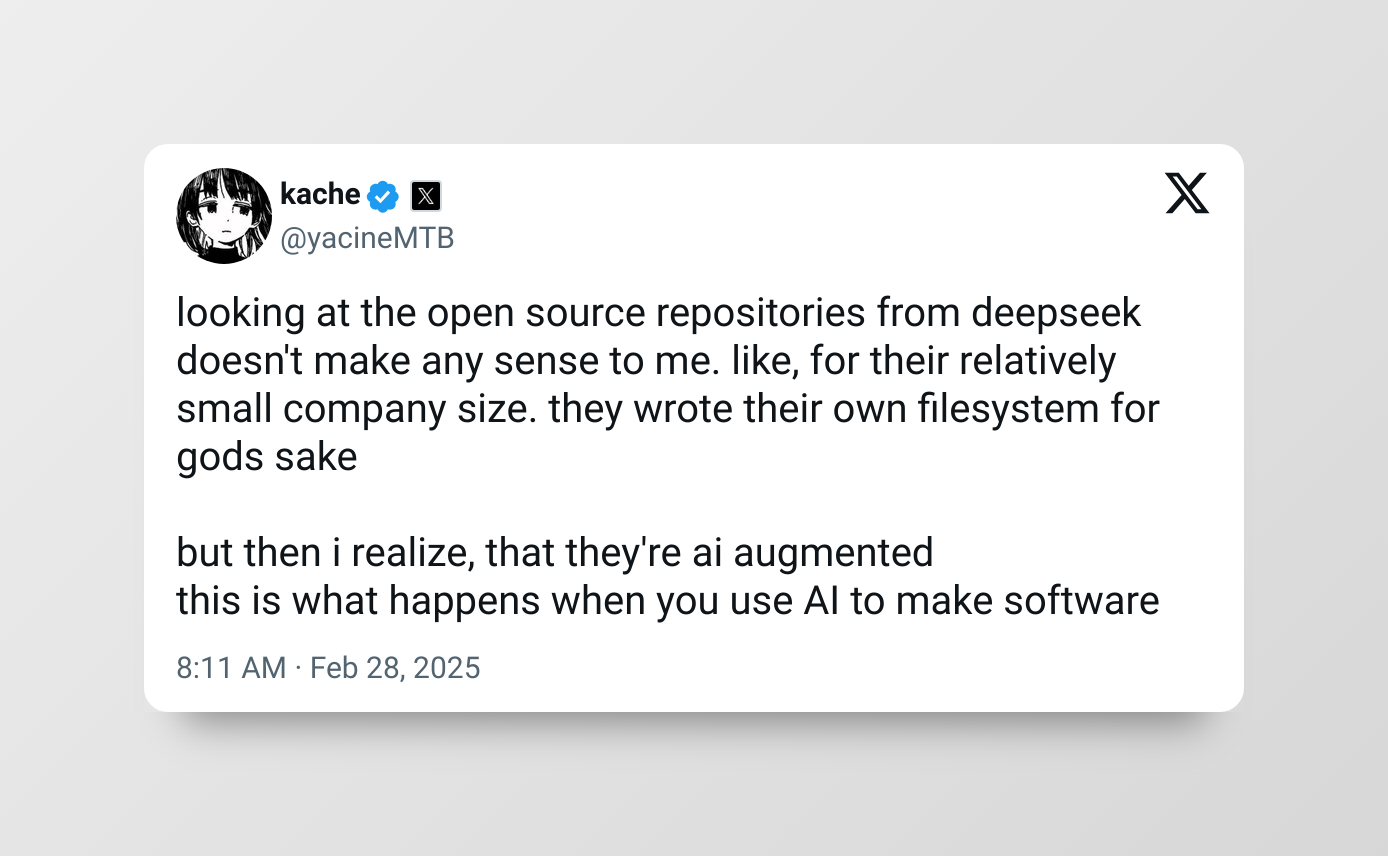 kache
@yacineMTB
looking at the open source repositories from deepseek
doesn't make any sense to me. like, for their relatively
small company size. they wrote their own filesystem for
gods sake
but then i realize, that they're ai augmented
this is what happens when you use AI to make software
8:11 AM · Feb 28, 2025